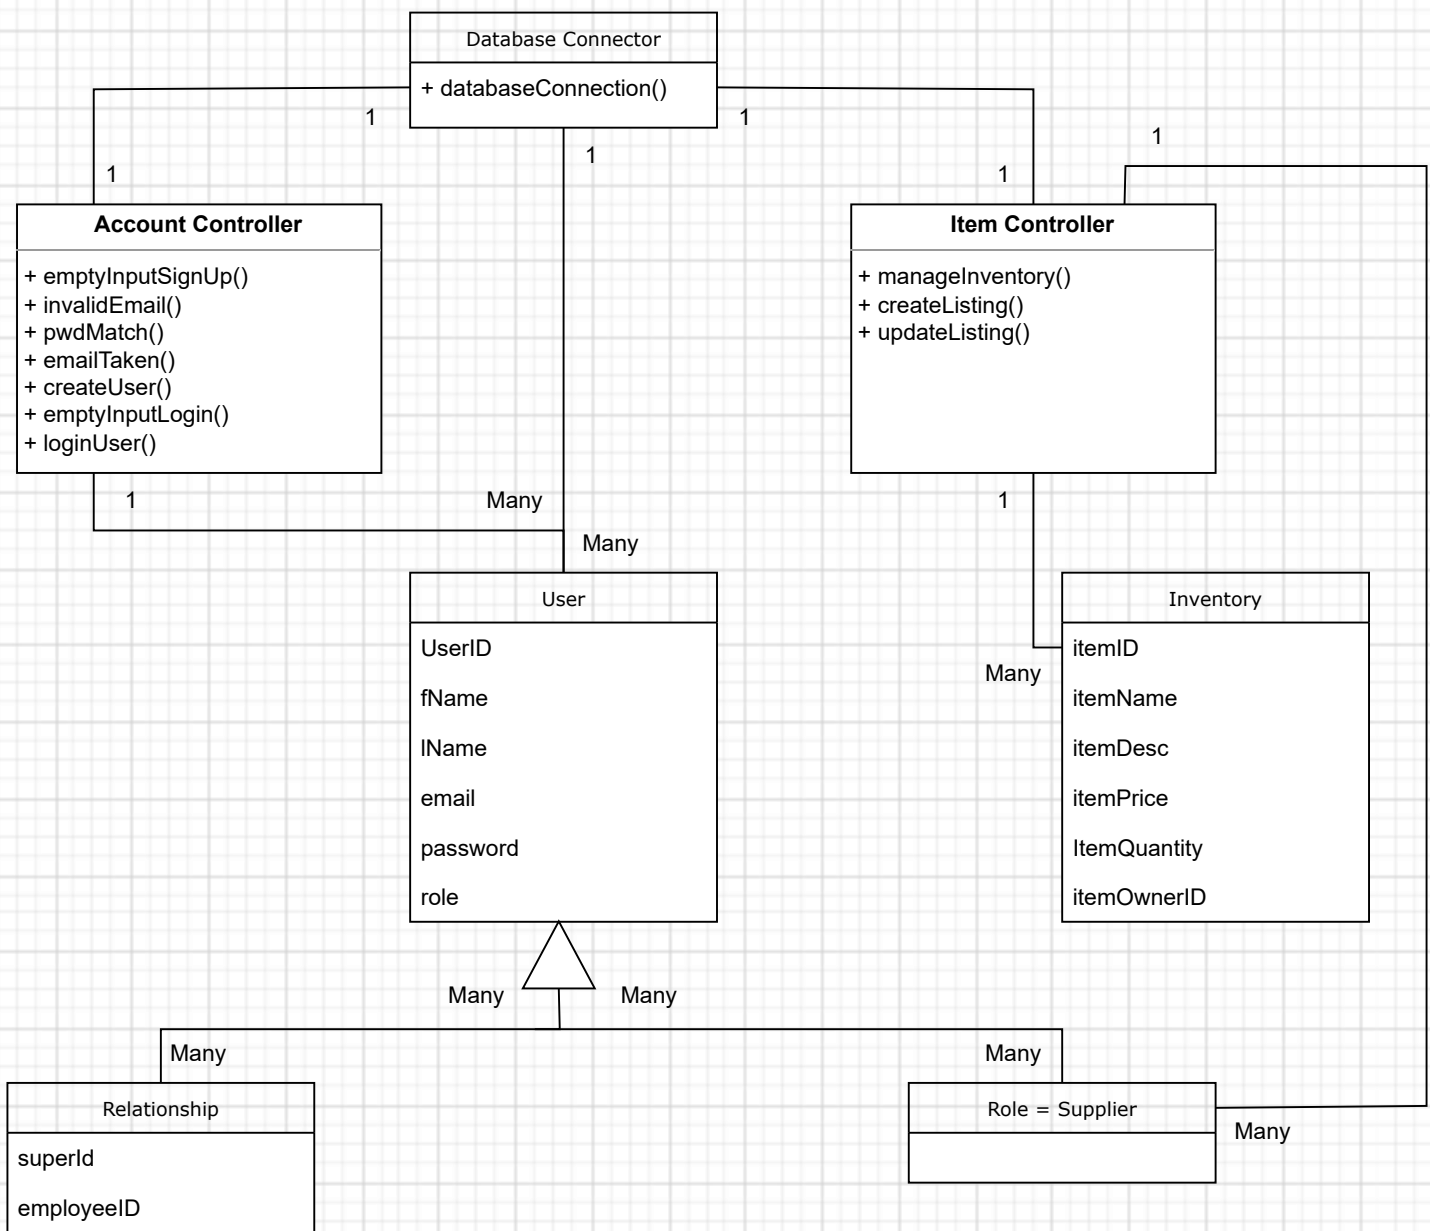 Database Connector
+ databaseConnection()
1
1
1
1
1
1
Account Controller
+ emptyInputSignUp()
+ invalidEmail()
+ pwdMatch()
+ emailTaken()
+ createUser()
+ emptyInputLogin()
+ loginUser()
Item Controller
+ manageInventory()
+ createListing()
+ updateListing()
1
Many
Many
1
Many
User
UserID
fName
lName
email
password
role
Inventory
itemID
itemName
itemDesc
itemPrice
ItemQuantity
itemOwnerID
Many
Many
Many
Many
Relationship
superId
employeeID
Role = Supplier
Many